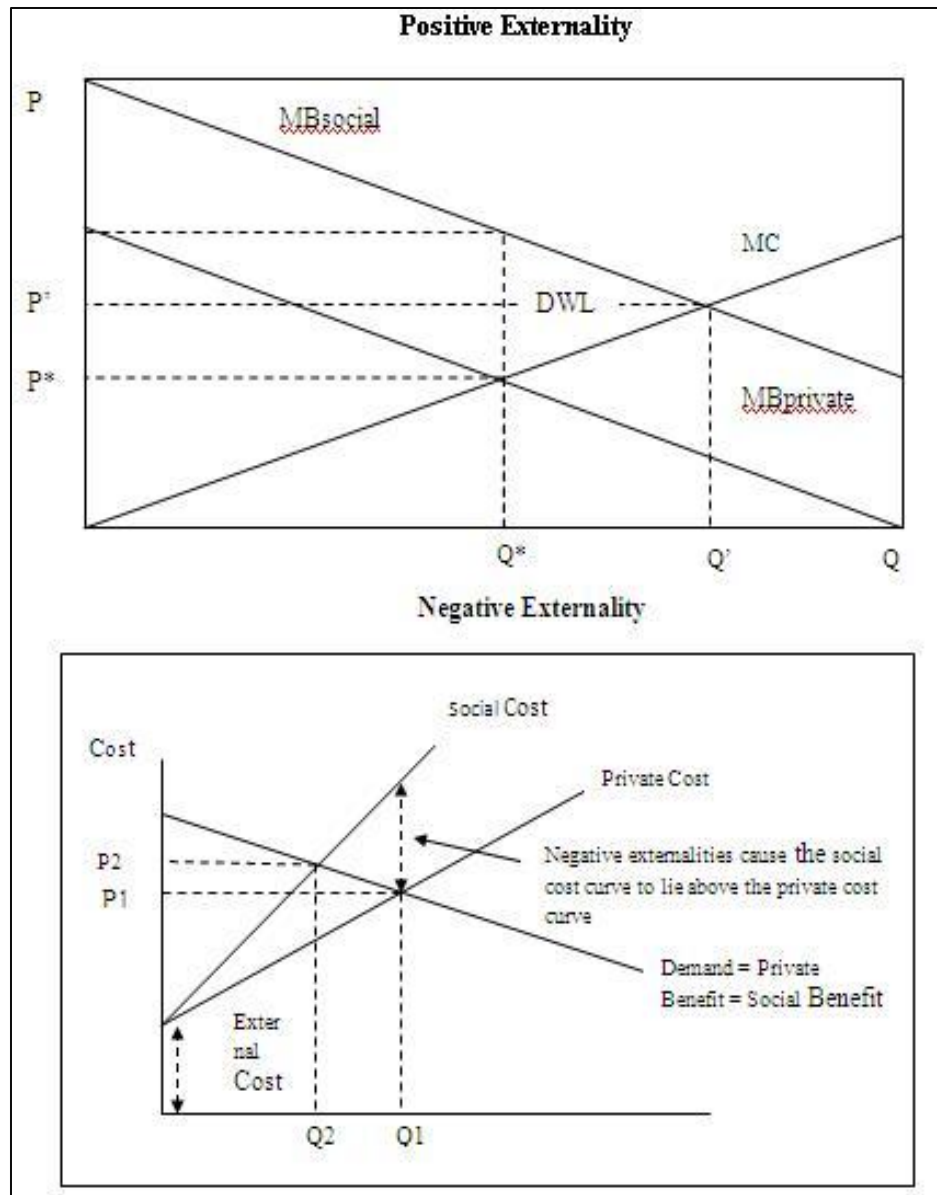 Positive Externality
P
MBsocial
MC
P'
DWL
P*
MBprivate
Q*
Q'
Q
Negative Externality
Social Cost
Cost
Private Cost
P2
Negative externalities cause the social
cost curve to lie above the private cost
curve
P1
Demand = Private
Benefit = Social Benefit
Exter
nal
Cost
Q2
Q1